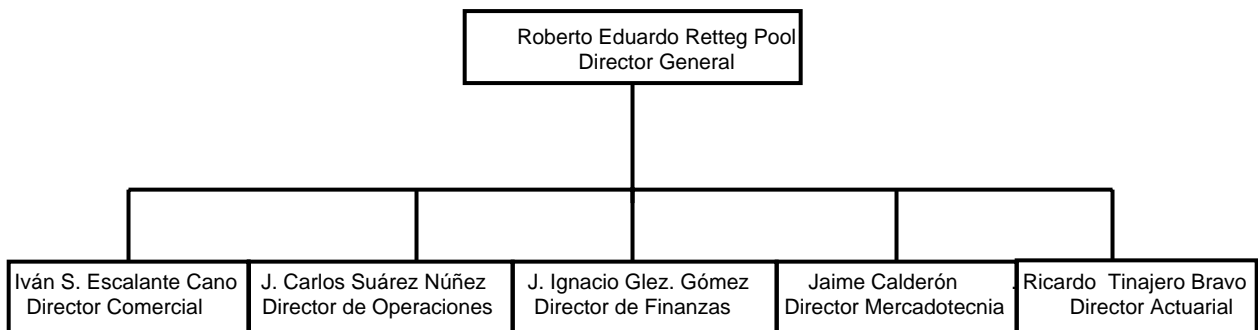 Roberto Eduardo Retteg Pool
Director General
Iván S. Escalante Cano
Director Comercial
J. Carlos Suárez Núñez
Director de Operaciones
J. Ignacio Glez. Gómez
Director de Finanzas
Jaime Calderón
Director Mercadotecnia
.Ricardo Tinajero Bravo
Director Actuarial